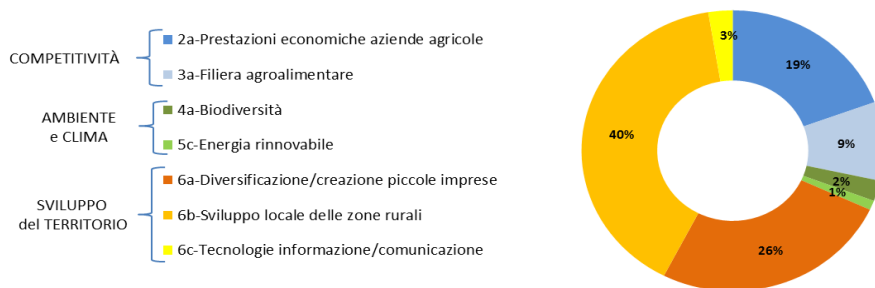 COMPETITIVITÀ
2a-Prestazioni economiche aziende agricole
3a-Filiera agroalimentare
AMBIENTE
e CLIMA
4a-Biodiversità
5c-Energia rinnovabile
SVILUPPO
del TERRITORIO
6a-Diversificazione/creazione piccole imprese
6b-Sviluppo locale delle zone rurali
6c-Tecnologie informazione/comunicazione
3%
19%
9%
2%
1%
26%
40%